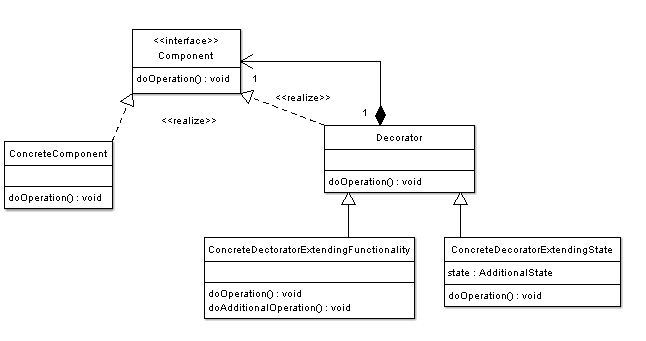 <<interface>>
Component
doOperation() : void
1
<<realize>>
<<realize>>
1
ConcreteComponent
doOperation() : void
Decorator
doOperation() : void
ConcreteDectoratorExtendingFunctionality
doOperation() : void
doAdditionalOperation() : void
ConcreteDecoratorExtendingState
state : AdditionalState
doOperation() : void